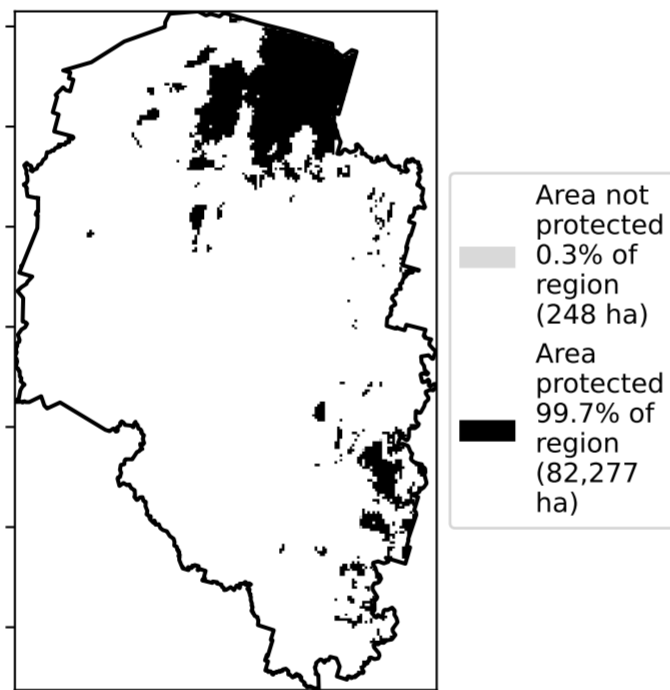 Area not
protected
0.3% of
region
(248 ha)
Area
protected
99.7% of
region
(82,277
ha)